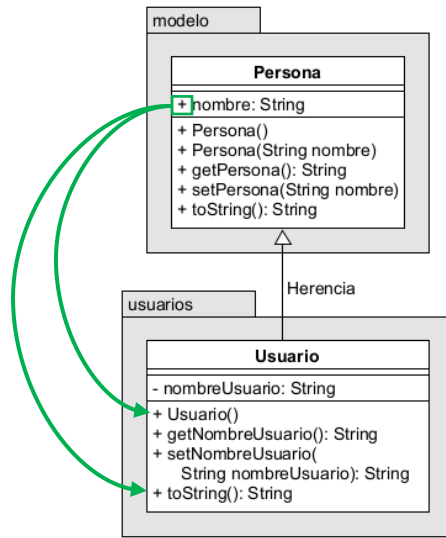 modelo
Persona
+ nombre: String
+ Persona()
+ Persona(String nombre)
+ getPersona(): String
+ setPersona(String nombre)
+ toString(): String
Herencia
usuarios
Usuario
- nombreUsuario: String
+ Usuario()
+ getNombreUsuario(): String
+ setNombreUsuario(
String nombreUsuario): String
+ toString(): String